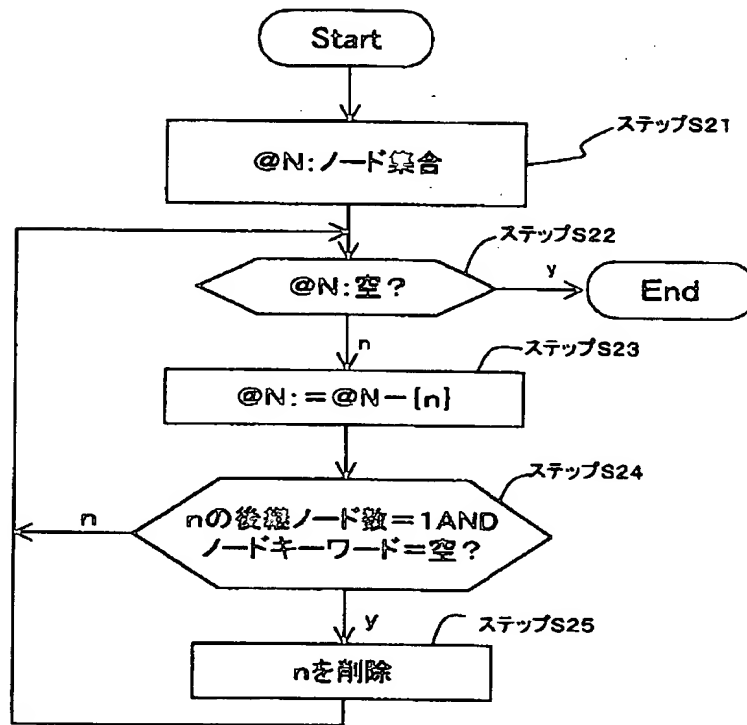 Start
ステップS21
@N:ノード集合
ステップS22
@N:空?
y
End
n
ステップS23
@N:=@N-{n}
ステップS24
nの後継ノード数=1AND
ノードキーワード=空?
n
y
ステップS25
nを削除